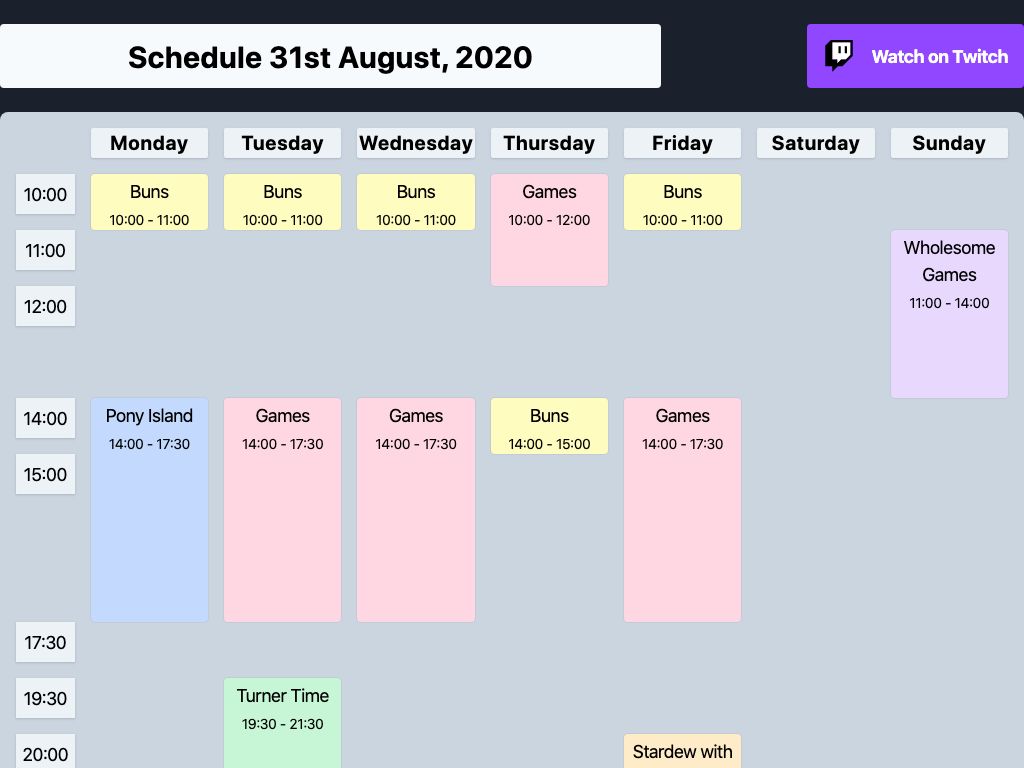 Schedule 31st August, 2020
Watch on Twitch
Monday Tuesday Wednesday Thursday Friday Saturday Sunday
10:00
Buns
10:00 - 11:00
Buns
10:00 - 11:00
Buns
10:00 - 11:00
Games
10:00 - 12:00
Buns
10:00 - 11:00
11:00
Wholesome
Games
11:00 - 14:00
12:00
14:00
Pony Island
14:00 - 17:30
Games
14:00 - 17:30
Games
14:00 - 17:30
Buns
14:00 - 15:00
Games
14:00 - 17:30
15:00
17:30
19:30
Turner Time
19:30 - 21:30
20:00
Stardew with